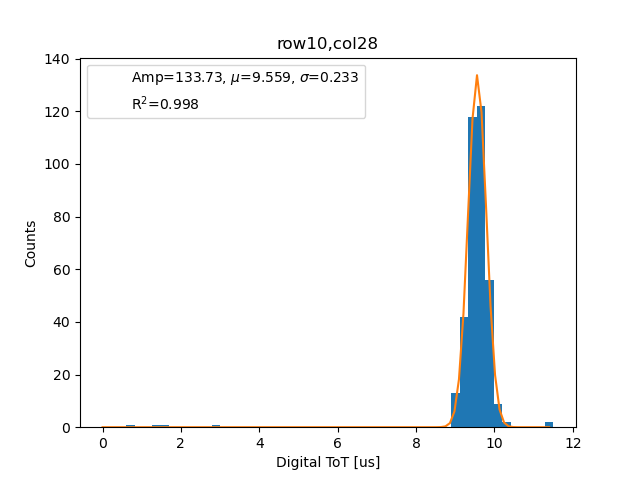 row10,col28
Amp=133.73, μ=9.559, σ=0.233
R²=0.998
Counts
140
120
100
80
60
40
20
0
0 2 4 6 8 10 12
Digital ToT [us]